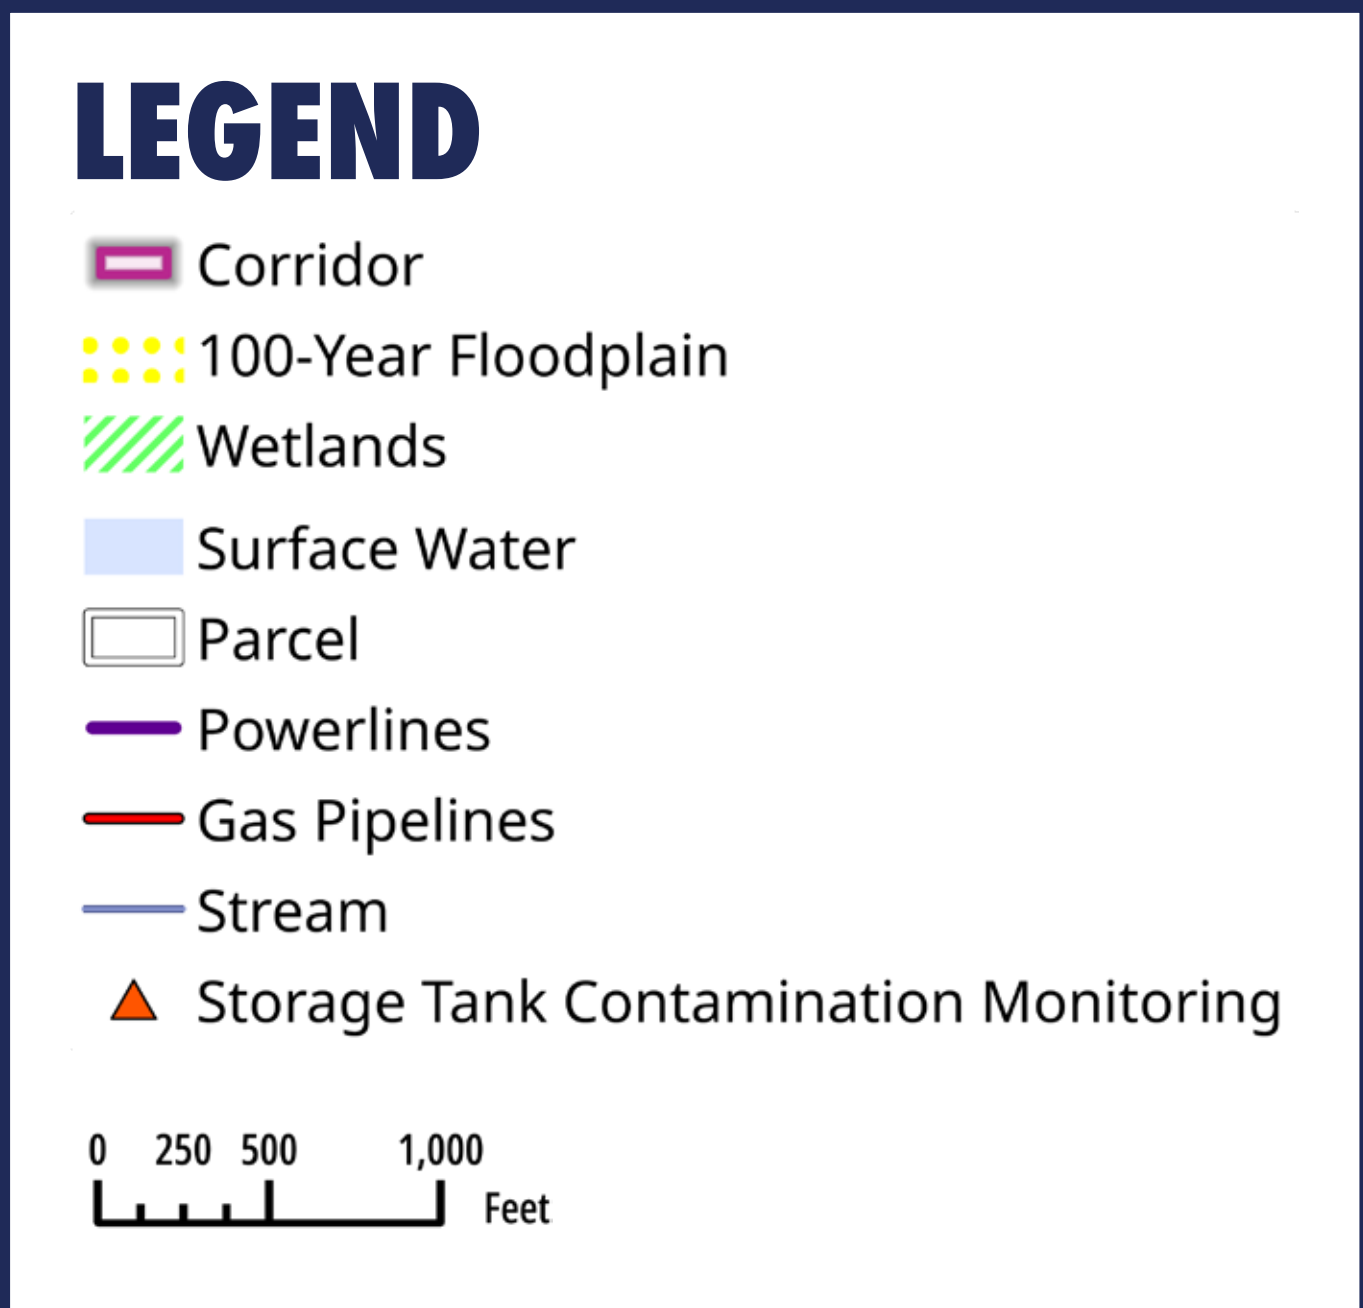 LEGEND
Corridor
100-Year Floodplain
Wetlands
Surface Water
Parcel
Powerlines
Gas Pipelines
Stream
Storage Tank Contamination Monitoring
0 250 500 1,000
Feet